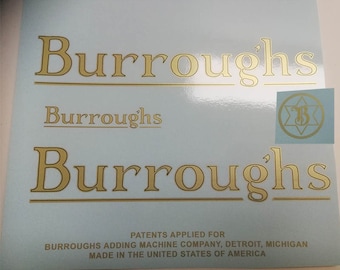 Burroughs
Burroughs
B
Burroughs
PATENTS APPLIED FOR
BURROUGHS ADDING MACHINE COMPANY, DETROIT, MICHIGAN
MADE IN THE UNITED STATES OF AMERICA